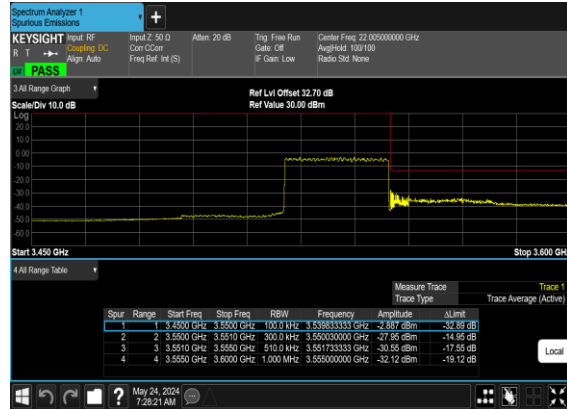 Spectrum Analyzer 1
Spurious Emissions
+
KEYSIGHT Input: RF Input Z: 50 Ω Atten: 20 dB Trig: Free Run Center Freq: 22.005000000 GHz
R T Coupling: DC Corr CCorr Gate: Off Avg|Hold: 100/100
Align: Auto Freq Ref: Int (S) IF Gain: Low Radio Std: None
PASS
3 All Range Graph Ref Lvl Offset 32.70 dB
Scale/Div 10.0 dB Ref Value 30.00 dBm
Log
20.0
10.0
0.00
-10.0
-20.0
-30.0
-40.0
-50.0
-60.0
Start 3.450 GHz Stop 3.600 GH
4 All Range Table
Measure Trace Trace 1
Trace Type Trace Average (Active)
Spur Range Start Freq Stop Freq RBW Frequency Amplitude ΔLimit
1 1 3.4500 GHz 3.5500 GHz 100.0 kHz 3.539833333 GHz -2.887 dBm -32.89 dB
2 2 3.5500 GHz 3.5510 GHz 300.0 kHz 3.550030000 GHz -27.95 dBm -14.95 dB
3 3 3.5510 GHz 3.5550 GHz 510.0 kHz 3.551733333 GHz -30.55 dBm -17.55 dB
4 4 3.5550 GHz 3.6000 GHz 1.000 MHz 3.555000000 GHz -32.12 dBm -19.12 dB
Local
? May 24, 2024
7:28:21 AM